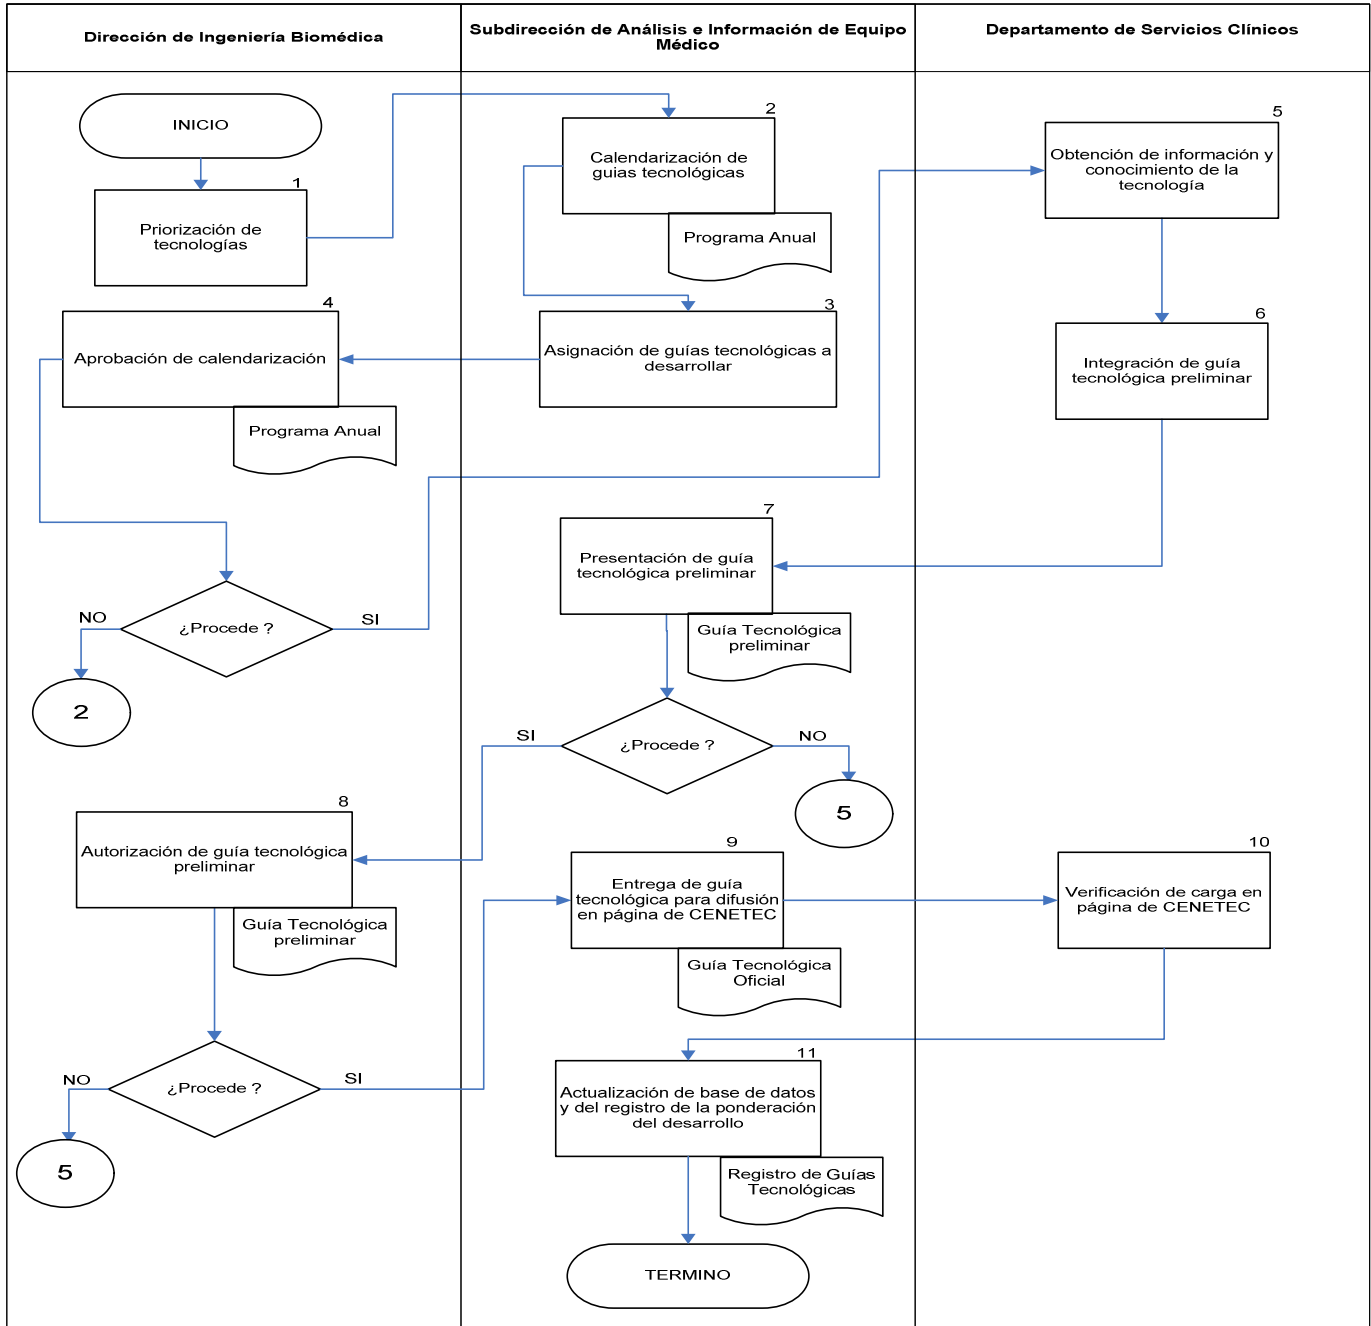 Dirección de Ingeniería Biomédica
Subdirección de Análisis e Información de Equipo
Médico
Departamento de Servicios Clínicos
INICIO
1
Priorización de
tecnologías
2
Calendarización de
guias tecnológicas
Programa Anual
3
Asignación de guías tecnológicas a
desarrollar
4
Aprobación de calendarización
Programa Anual
¿Procede ?
NO
SI
2
5
Obtención de información y
conocimiento de la
tecnología
6
Integración de guía
tecnológica preliminar
7
Presentación de guía
tecnológica preliminar
Guía Tecnológica
preliminar
¿Procede ?
SI
NO
5
8
Autorización de guía tecnológica
preliminar
Guía Tecnológica
preliminar
¿Procede ?
NO
SI
5
9
Entrega de guía
tecnológica para difusión
en página de CENETEC
Guía Tecnológica
Oficial
10
Verificación de carga en
página de CENETEC
11
Actualización de base de datos
y del registro de la ponderación
del desarrollo
Registro de Guías
Tecnológicas
TERMINO